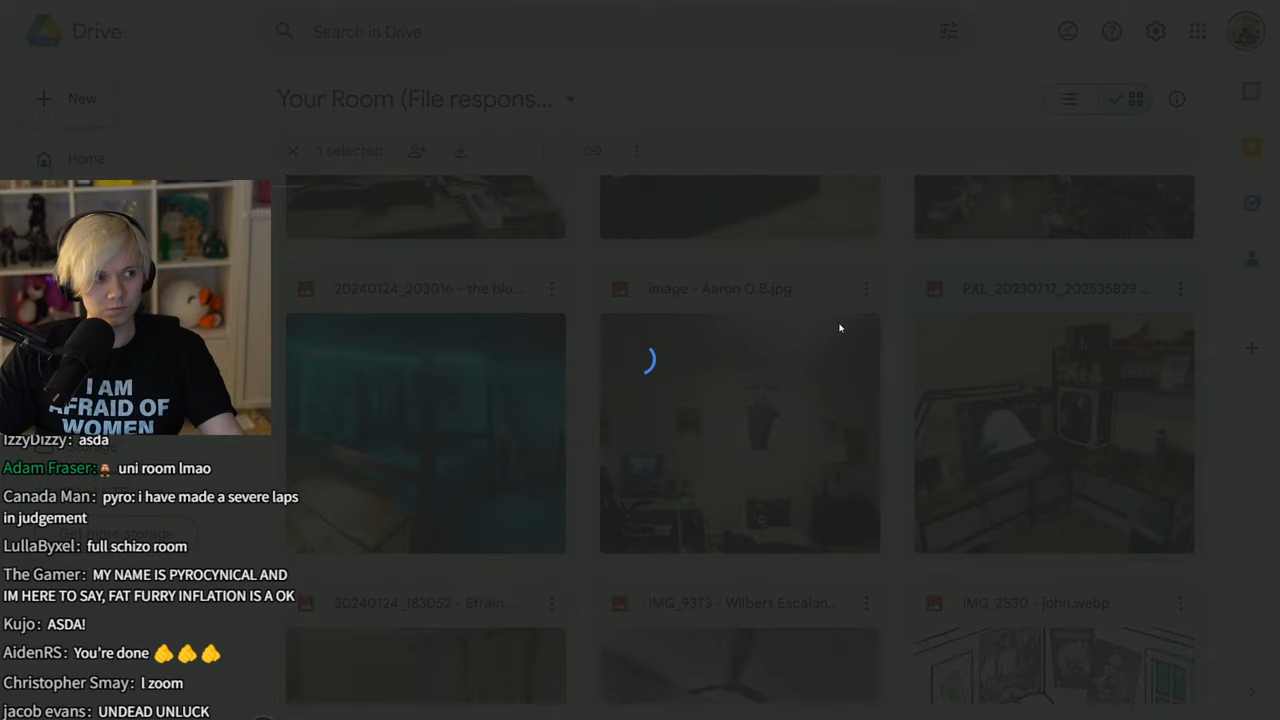 Drive
Search in Drive
New
Your Room (File respons...
Home
1 selected
20240124_203016 - the blu...
image - Aaron O.B.jpg
PXL_20230717_202535829 ...
I AM
AFRAID OF
WOMEN
IzzyDizzy: asda
Storage
Adam Fraser: uni room lmao
Canada Man: pyro: i have made a severe laps
in judgement
LullaByxel: full schizo room
The Gamer: MY NAME IS PYROCYNICAL AND
IM HERE TO SAY, FAT FURRY INFLATION IS A OK
20240124_183052 - Efrain ...
IMG_9373 - Wilbert Escalan...
IMG_2530 - john.webp
Kujo: ASDA!
AidenRS: You're done 🫵🫵🫵
Christopher Smay: l zoom
jacob evans: UNDEAD UNLUCK